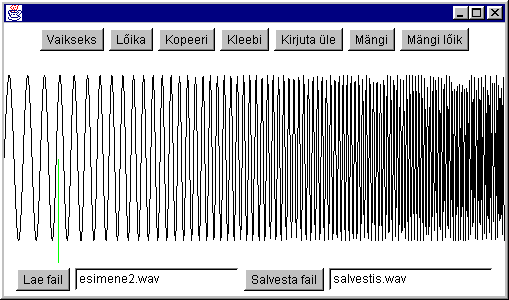 Vaikseks Lõika Kopeeri Kleebi Kirjuta üle Mängi Mängi lõik
Lae fail esimene2.wav Salvesta fail salvestis.wav